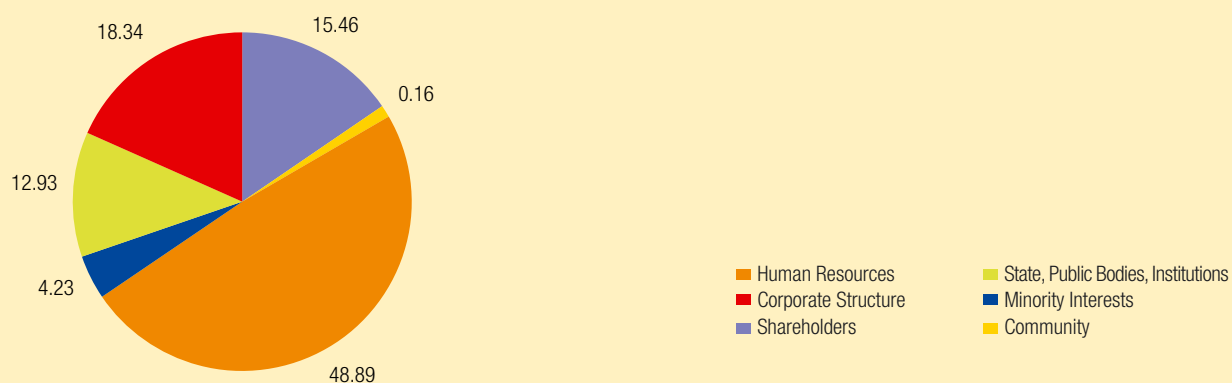 15.46
18.34
0.16
12.93
4.23
48.89
Human Resources
Corporate Structure
Shareholders
State, Public Bodies, Institutions
Minority Interests
Community